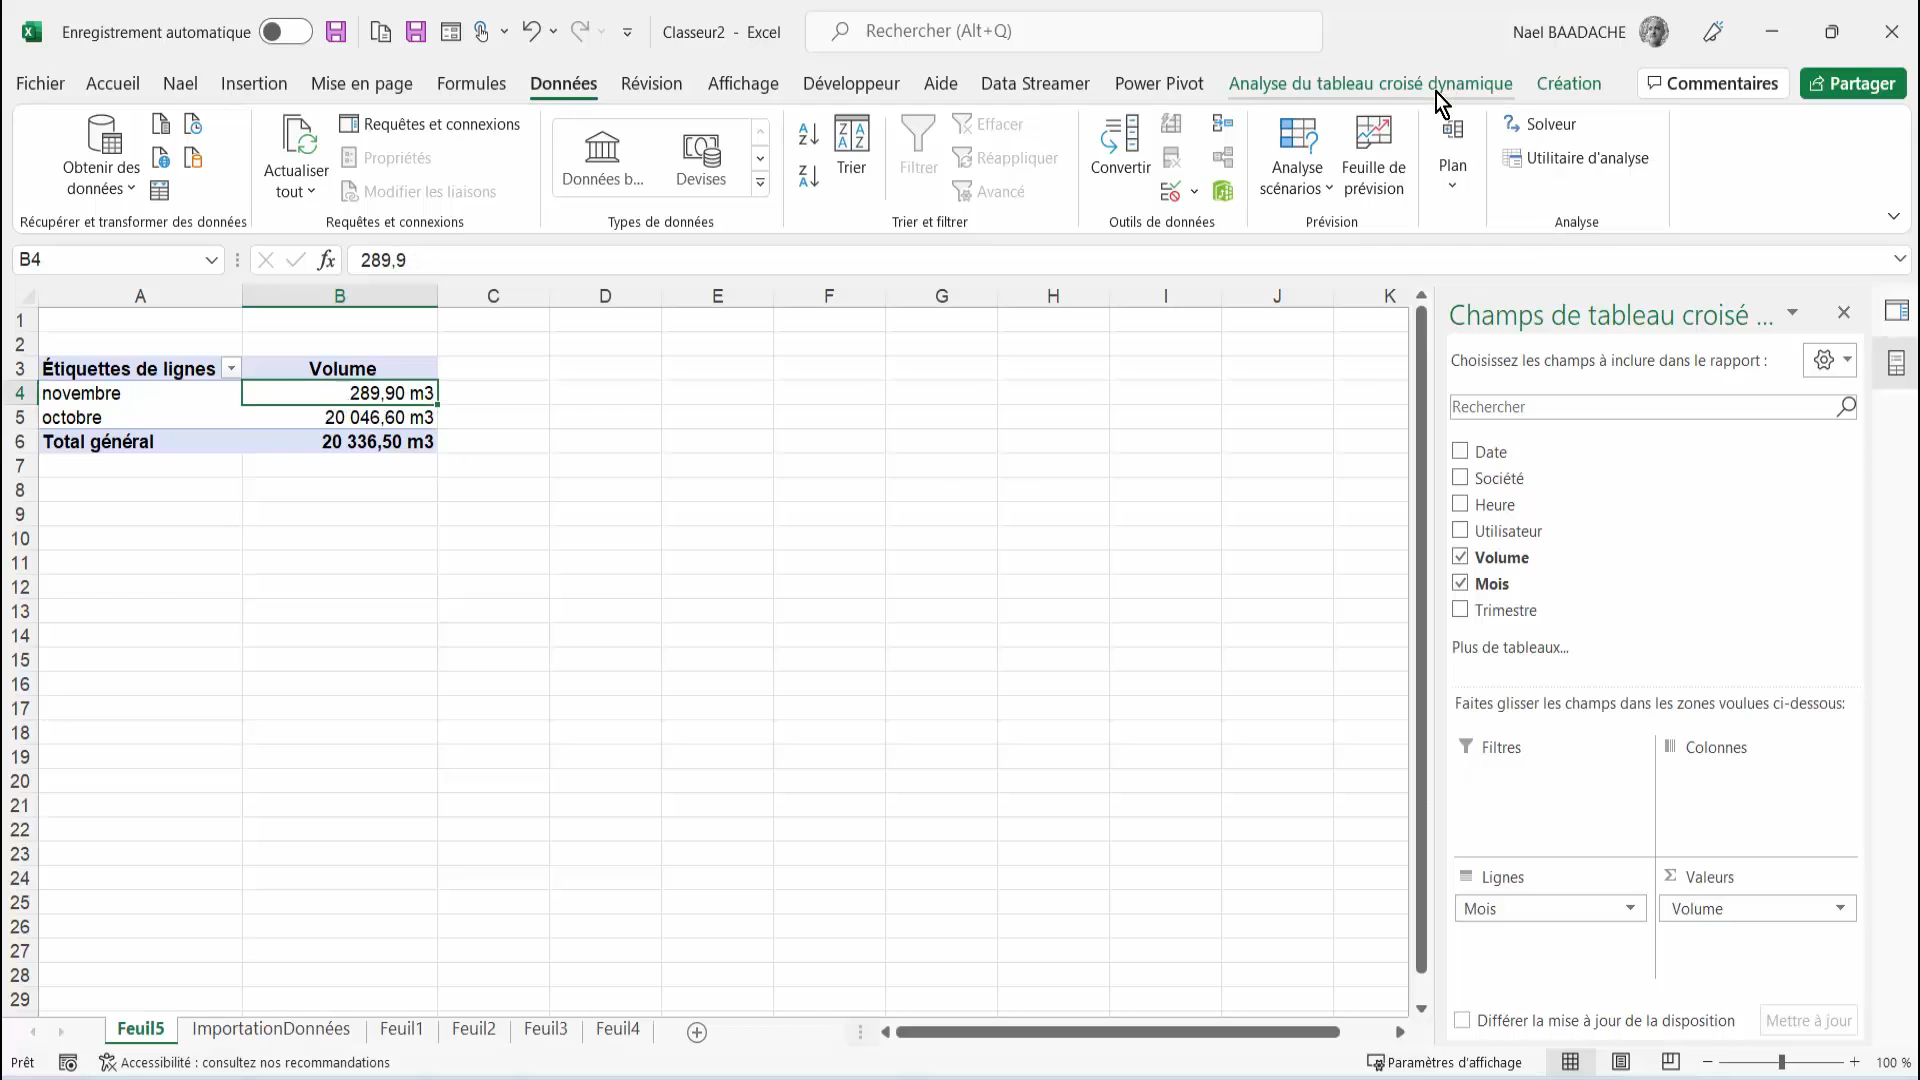 Enregistrement automatique
Classeur2 - Excel
Rechercher (Alt+Q)
Nael BAADACHE
Fichier Accueil Nael Insertion Mise en page Formules Données Révision Affichage Développeur Aide Data Streamer Power Pivot Analyse du tableau croisé dynamique Création Commentaires Partager
Obtenir des données
Actualiser tout
Requêtes et connexions
Propriétés
Modifier les liaisons
Données b...
Devises
Trier
Filtrer
Effacer
Réappliquer
Avancé
Convertir
Analyse scénarios
Feuille de prévision
Plan
Solveur
Utilitaire d'analyse
Récupérer et transformer des données
Requêtes et connexions
Types de données
Trier et filtrer
Outils de données
Prévision
Analyse
B4
fx
289,9
A B C D E F G H I J K
1
2
3 Étiquettes de lignes Volume
4 novembre 289,90 m3
5 octobre 20 046,60 m3
6 Total général 20 336,50 m3
7
8
9
10
11
12
13
14
15
16
17
18
19
20
21
22
23
24
25
26
27
28
29
Champs de tableau croisé ...
Choisissez les champs à inclure dans le rapport :
Rechercher
Date
Société
Heure
Utilisateur
Volume
Mois
Trimestre
Plus de tableaux...
Faites glisser les champs dans les zones voulues ci-dessous:
Filtres
Colonnes
Lignes
Σ Valeurs
Mois
Volume
Différer la mise à jour de la disposition
Mettre à jour
Feuil5 ImportationDonnées Feuil1 Feuil2 Feuil3 Feuil4
Prêt
Accessibilité : consultez nos recommandations
Paramètres d'affichage
100 %